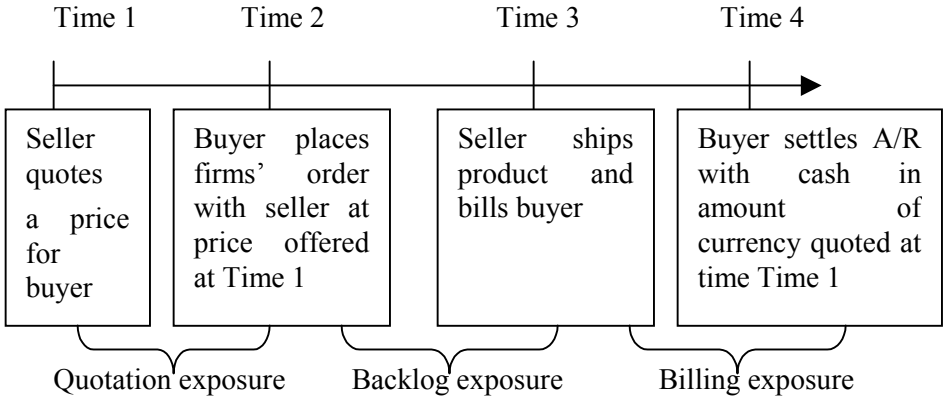 Time 1
Time 2
Time 3
Time 4
Seller
quotes
a price
for
buyer
Buyer places
firms’ order
with seller at
price offered
at Time 1
Seller ships
product and
bills buyer
Buyer settles A/R
with cash in
amount of
currency quoted at
time Time 1
Quotation exposure
Backlog exposure
Billing exposure